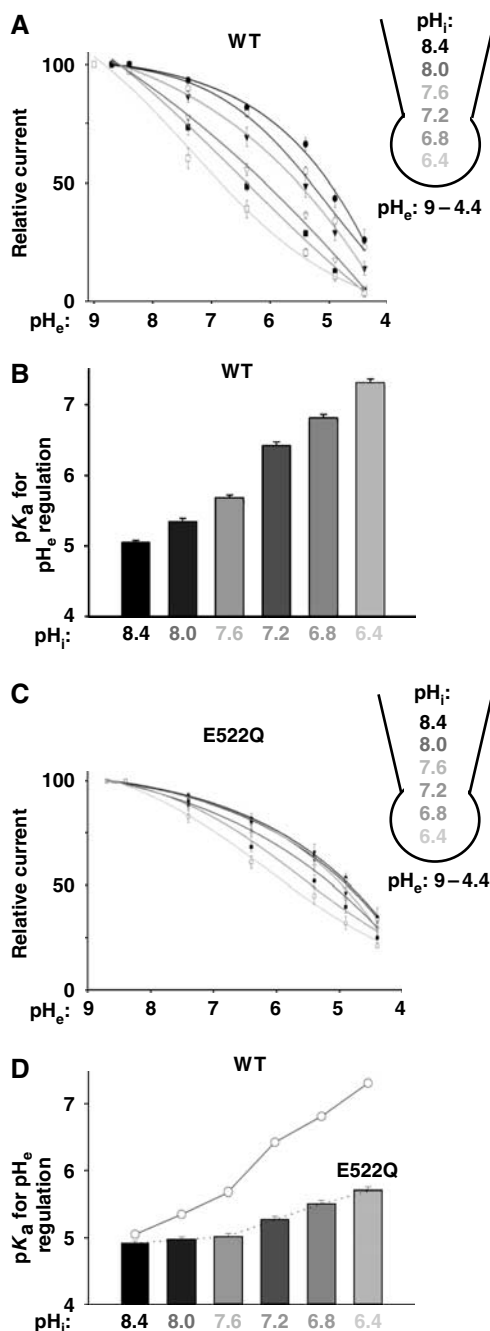 A
WT
100
50
0
Relative current
pHe: 9 8 7 6 5 4
pHi:
8.4
8.0
7.6
7.2
6.8
6.4
pHe: 9–4.4
B
WT
7
6
5
4
pKa for
pHe regulation
pHi: 8.4 8.0 7.6 7.2 6.8 6.4
C
E522Q
100
50
0
Relative current
pHe: 9 8 7 6 5 4
pHi:
8.4
8.0
7.6
7.2
6.8
6.4
pHe: 9–4.4
D
WT
E522Q
7
6
5
4
pKa for pHe
regulation
pHi: 8.4 8.0 7.6 7.2 6.8 6.4